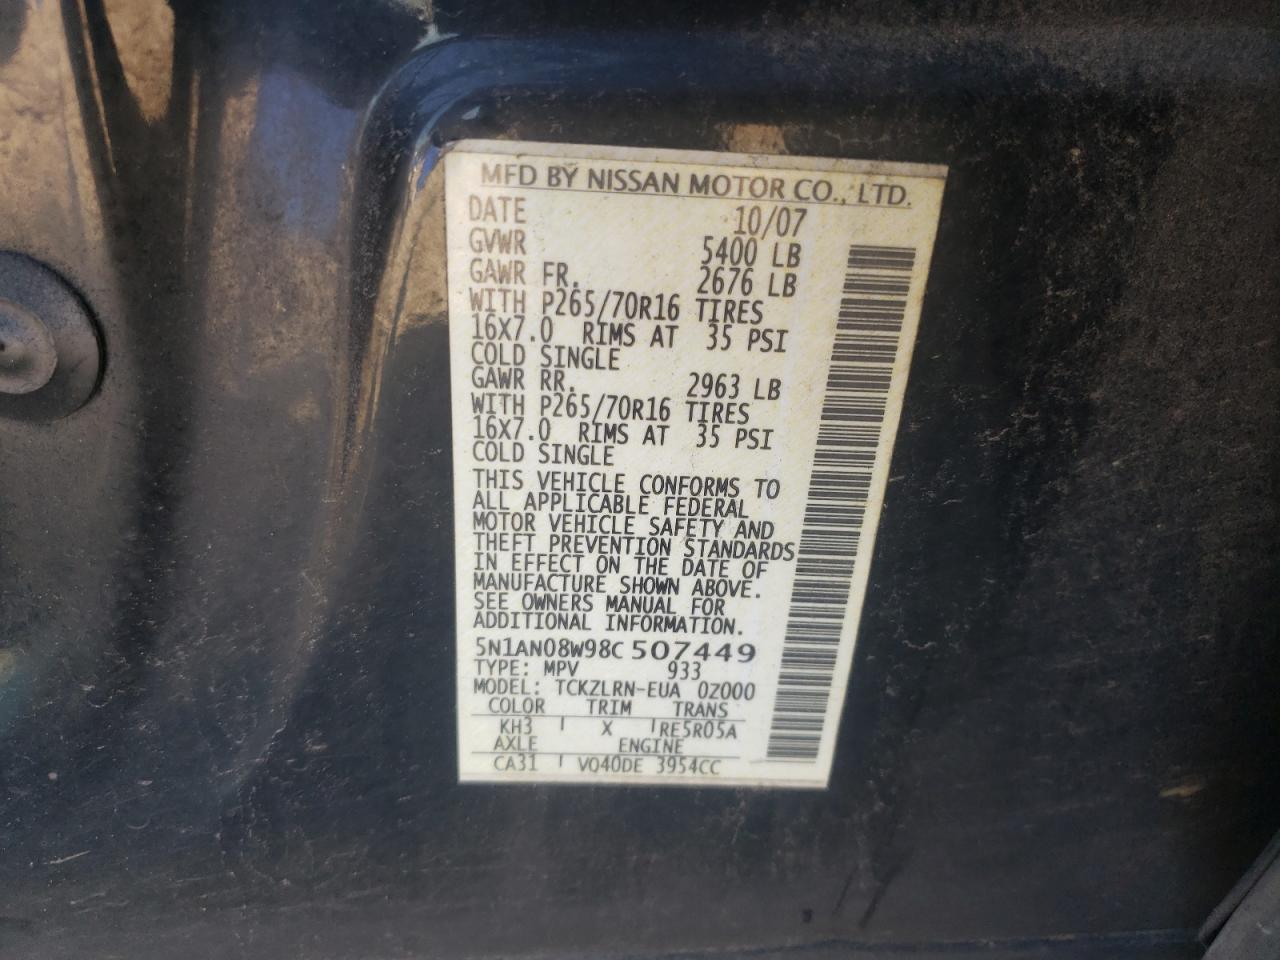 MFD BY NISSAN MOTOR CO., LTD.
DATE 10/07
GVWR 5400 LB
GAWR FR. 2676 LB
WITH P265/70R16 TIRES
16X7.0 RIMS AT 35 PSI
COLD SINGLE
GAWR RR. 2963 LB
WITH P265/70R16 TIRES
16X7.0 RIMS AT 35 PSI
COLD SINGLE
THIS VEHICLE CONFORMS TO
ALL APPLICABLE FEDERAL
MOTOR VEHICLE SAFETY AND
THEFT PREVENTION STANDARDS
IN EFFECT ON THE DATE OF
MANUFACTURE SHOWN ABOVE.
SEE OWNERS MANUAL FOR
ADDITIONAL INFORMATION.
5N1AN08W98C 507449
TYPE: MPV 933
MODEL: TCKZLRN-EUA 0Z000
COLOR TRIM TRANS
KH3 X RE5R05A
AXLE ENGINE
CA31 VQ40DE 3954CC